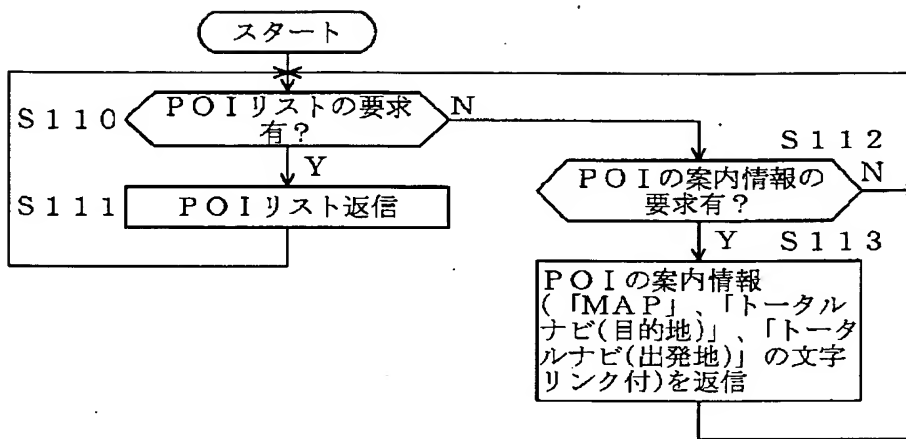 スタート
S110
POIリストの要求
有?
N
Y
S111
POIリスト返信
S112
POIの案内情報の
要求有?
N
Y
S113
POIの案内情報
(「MAP」、「トータル
ナビ(目的地)」、「トータ
ルナビ(出発地)」の文字
リンク付)を返信